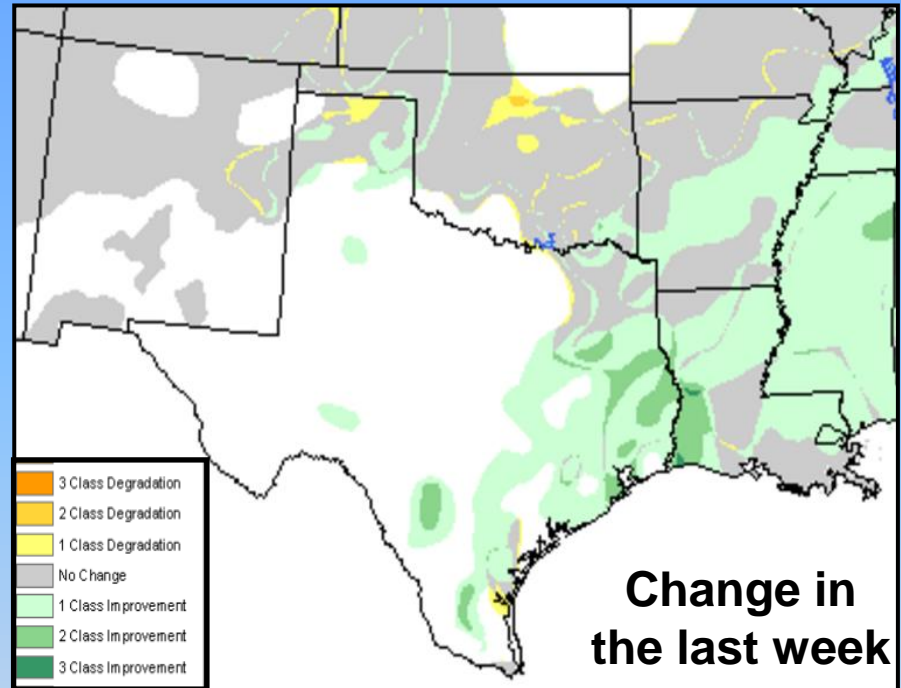 3 Class Degradation
2 Class Degradation
1 Class Degradation
No Change
1 Class Improvement
2 Class Improvement
3 Class Improvement
Change in
the last week